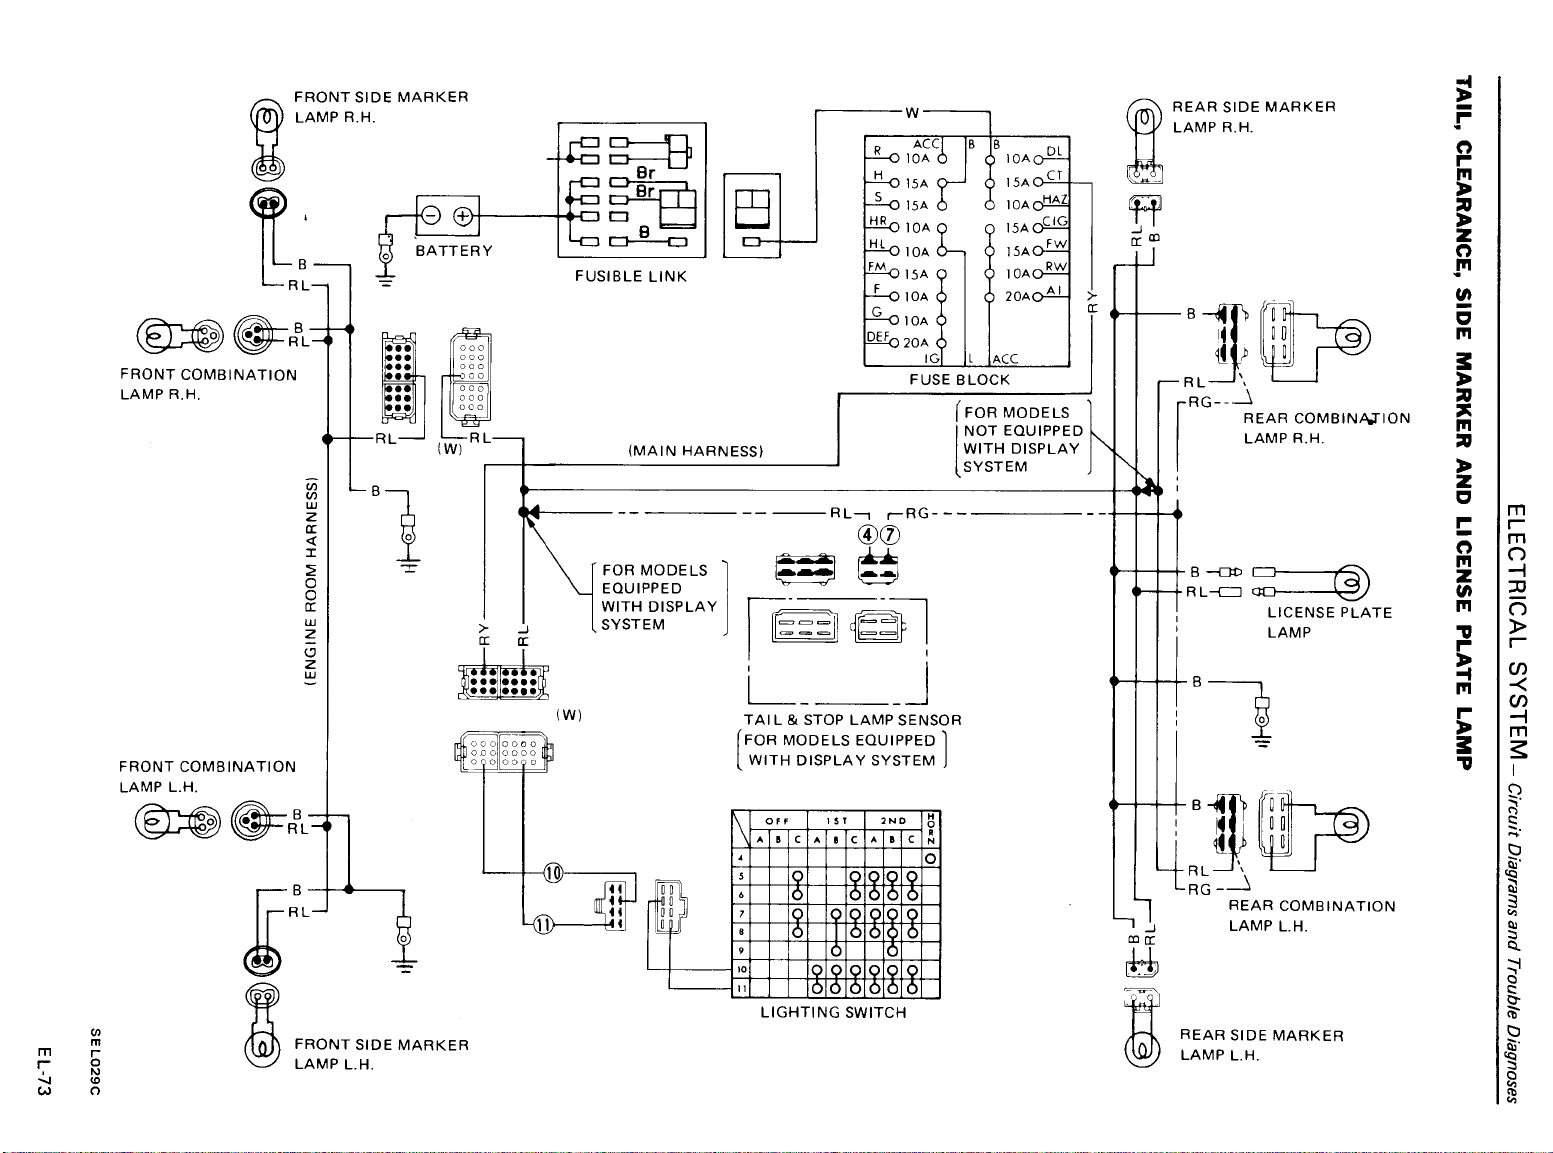 ELECTRICAL SYSTEM – Circuit Diagrams and Trouble Diagnoses
TAIL, CLEARANCE, SIDE MARKER AND LICENSE PLATE LAMP
FRONT SIDE MARKER
LAMP R.H.
B
RL
FRONT COMBINATION
LAMP R.H.
B
RL
BATTERY
FUSIBLE LINK
Br
Br
B
W
R
ACC
B
B
DL
10A
10A
H
15A
15A
CT
S
15A
10A
HAZ
HR
10A
15A
CIG
HL
10A
15A
FW
FM
15A
10A
RW
F
10A
20A
AI
G
10A
DEF
20A
IG
L
ACC
FUSE BLOCK
RY
REAR SIDE MARKER
LAMP R.H.
RL
B
B
RL
RG
REAR COMBINATION
LAMP R.H.
RL
(W)
RL
(MAIN HARNESS)
FOR MODELS
NOT EQUIPPED
WITH DISPLAY
SYSTEM
B
(ENGINE ROOM HARNESS)
RL
RG
4
7
FOR MODELS
EQUIPPED
WITH DISPLAY
SYSTEM
RY
RL
(W)
TAIL & STOP LAMP SENSOR
FOR MODELS EQUIPPED
WITH DISPLAY SYSTEM
B
RL
LICENSE PLATE
LAMP
B
FRONT COMBINATION
LAMP L.H.
B
RL
B
RL
FRONT SIDE MARKER
LAMP L.H.
10
11
OFF
1ST
2ND
HORN
A B C A B C A B C
4
5
6
7
8
9
10
11
LIGHTING SWITCH
B
RL
RG
REAR COMBINATION
LAMP L.H.
B
RL
REAR SIDE MARKER
LAMP L.H.
SEL029C
EL-73